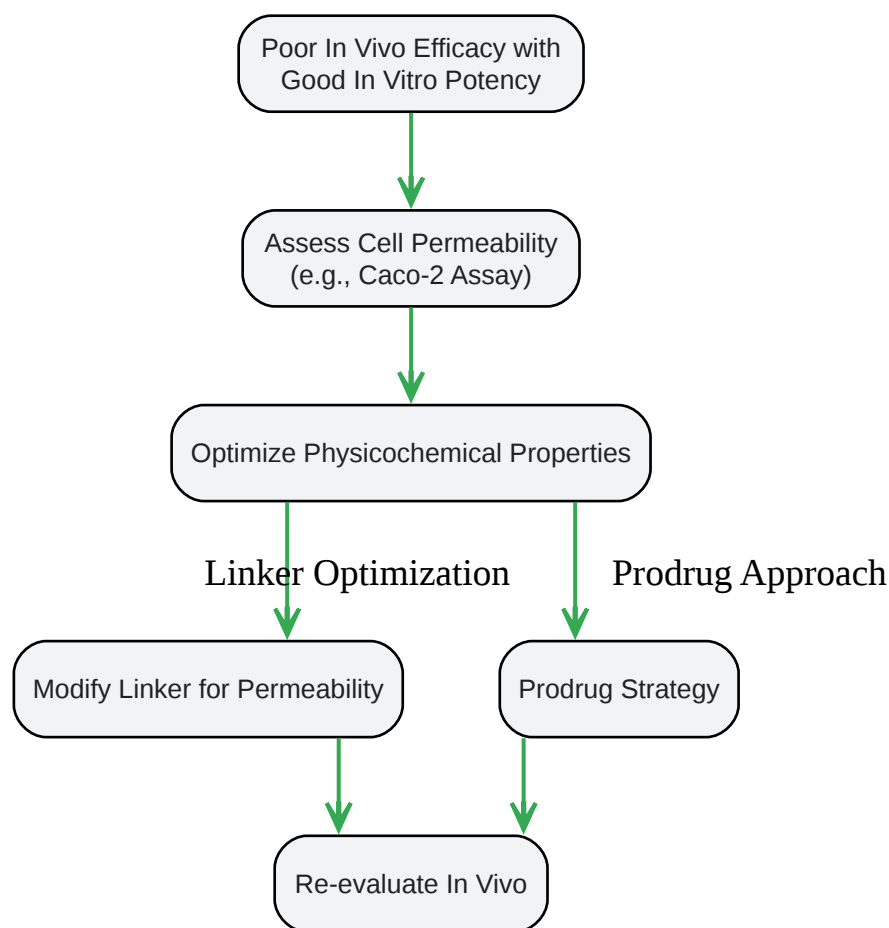 Poor In Vivo Efficacy with
Good In Vitro Potency
Assess Cell Permeability
(e.g., Caco-2 Assay)
Optimize Physicochemical Properties
Linker Optimization
Prodrug Approach
Modify Linker for Permeability
Prodrug Strategy
Re-evaluate In Vivo